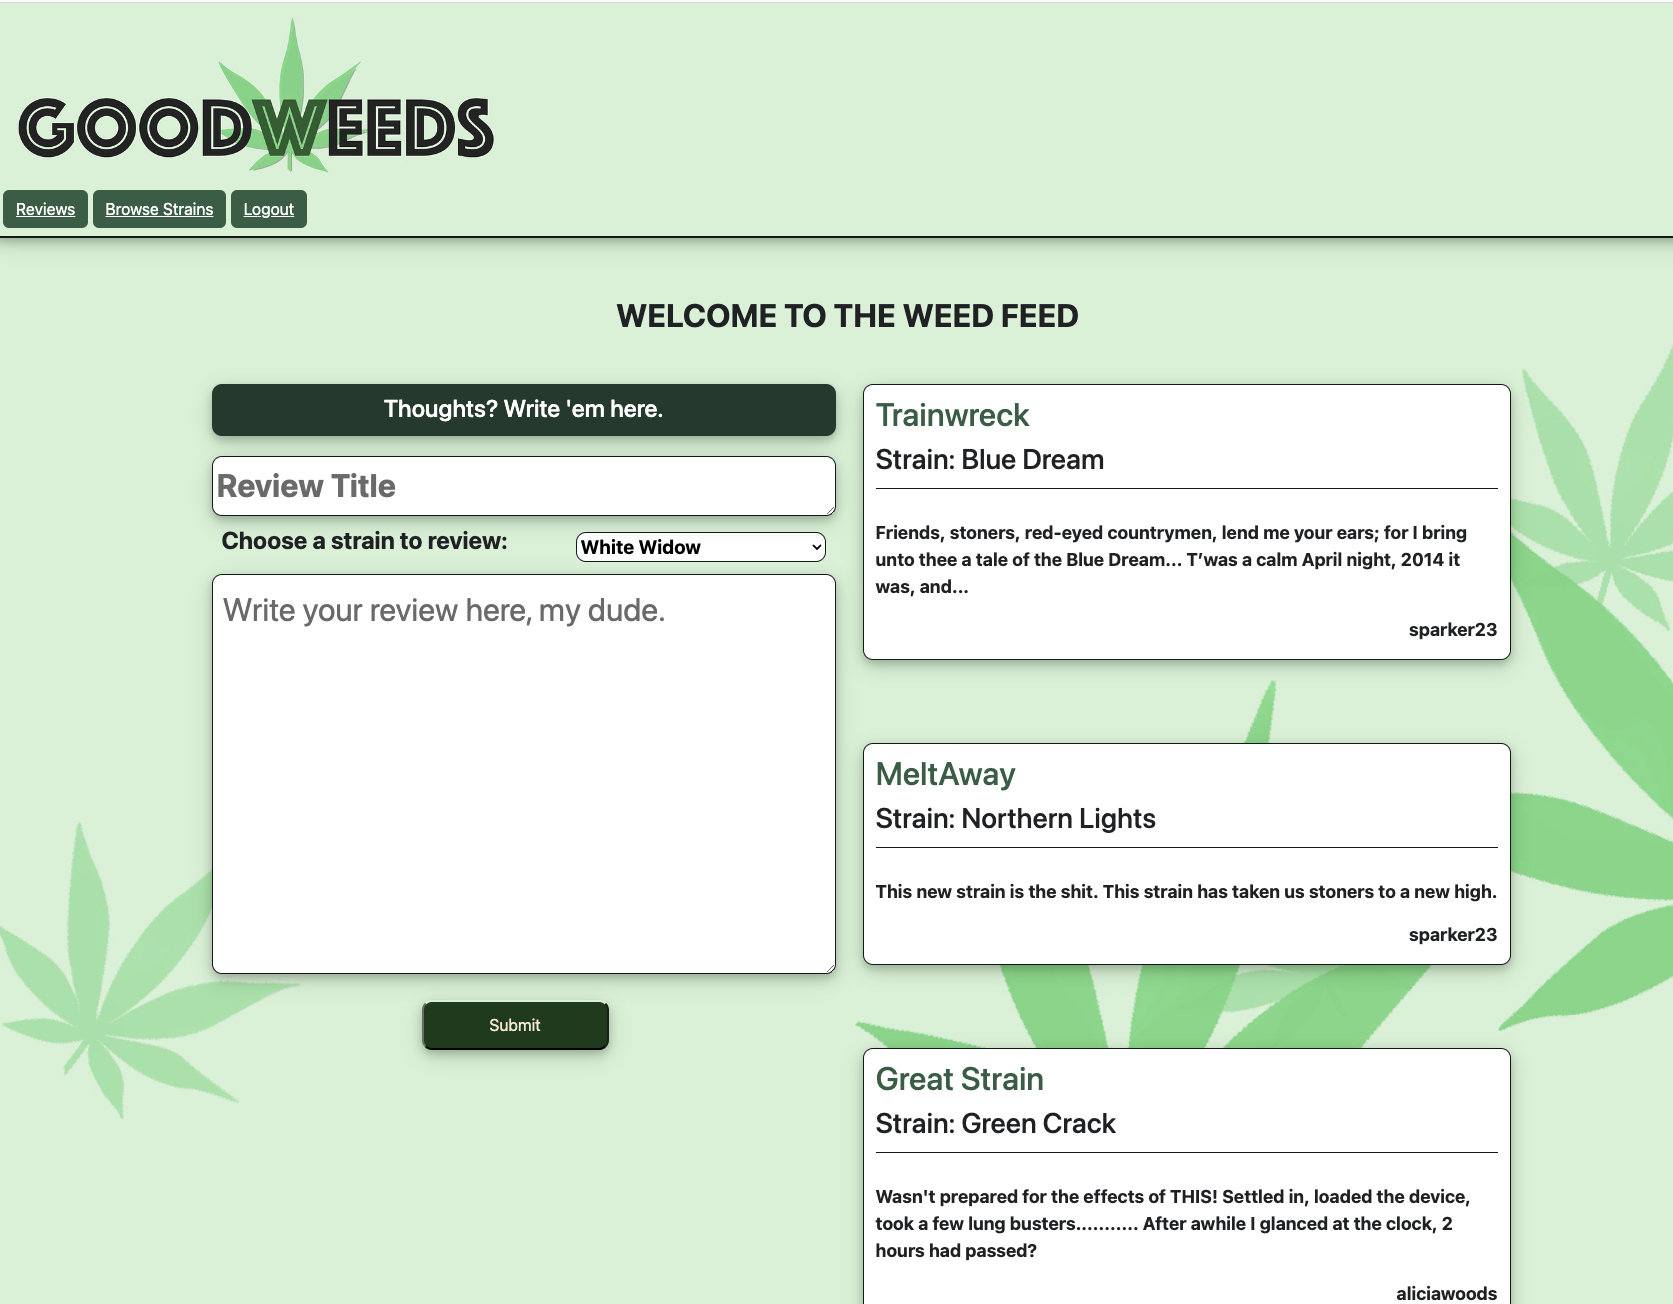 GOODWEEDS
Reviews
Browse Strains
Logout
WELCOME TO THE WEED FEED
Thoughts? Write 'em here.
Review Title
Choose a strain to review:
White Widow
Write your review here, my dude.
Submit
Trainwreck
Strain: Blue Dream
Friends, stoners, red-eyed countrymen, lend me your ears; for I bring
unto thee a tale of the Blue Dream... T’was a calm April night, 2014 it
was, and...
sparker23
MeltAway
Strain: Northern Lights
This new strain is the shit. This strain has taken us stoners to a new high.
sparker23
Great Strain
Strain: Green Crack
Wasn't prepared for the effects of THIS! Settled in, loaded the device,
took a few lung busters........... After awhile I glanced at the clock, 2
hours had passed?
aliciawoods